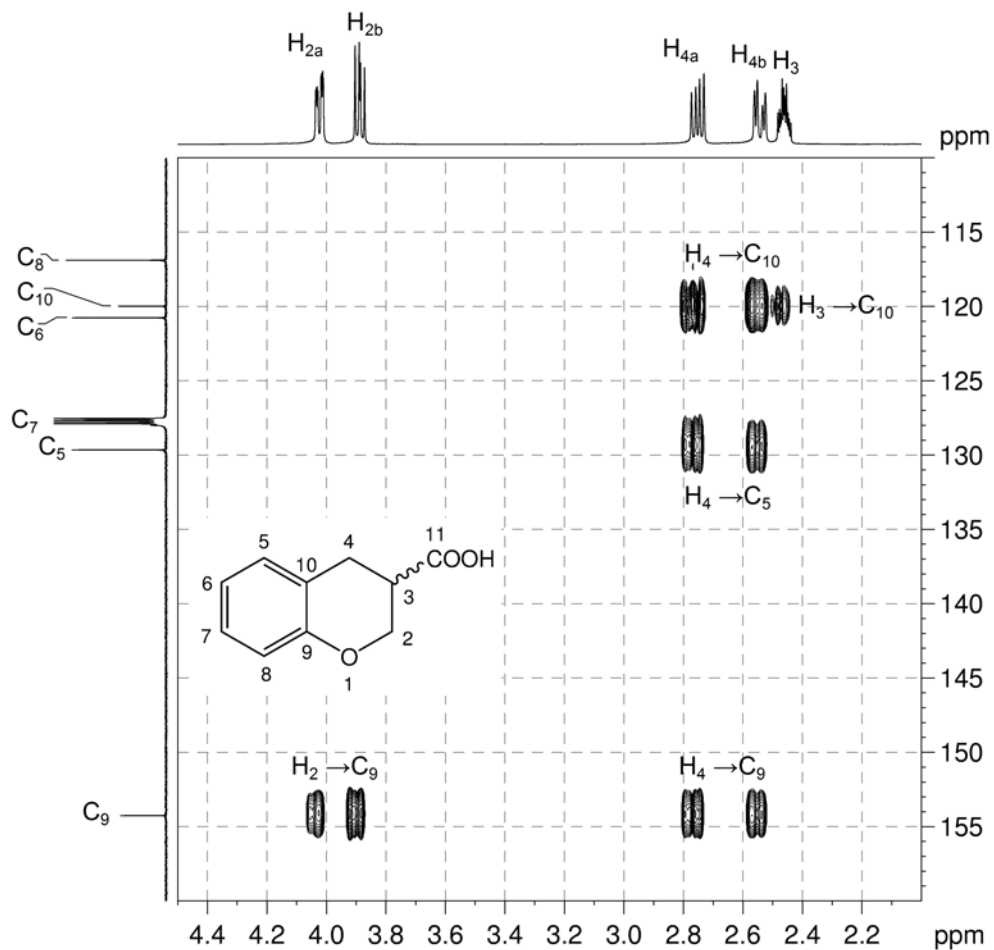 H2a H2b H4a H4b H3
ppm
115
120
125
130
135
140
145
150
155
C8
C10
C6
C7
C5
C9
H4 →C10
H3 →C10
H4 →C5
5 4 11
COOH
10
6
3
7 9 2
8 O
1
H2 →C9 H4 →C9
4.4 4.2 4.0 3.8 3.6 3.4 3.2 3.0 2.8 2.6 2.4 2.2 ppm